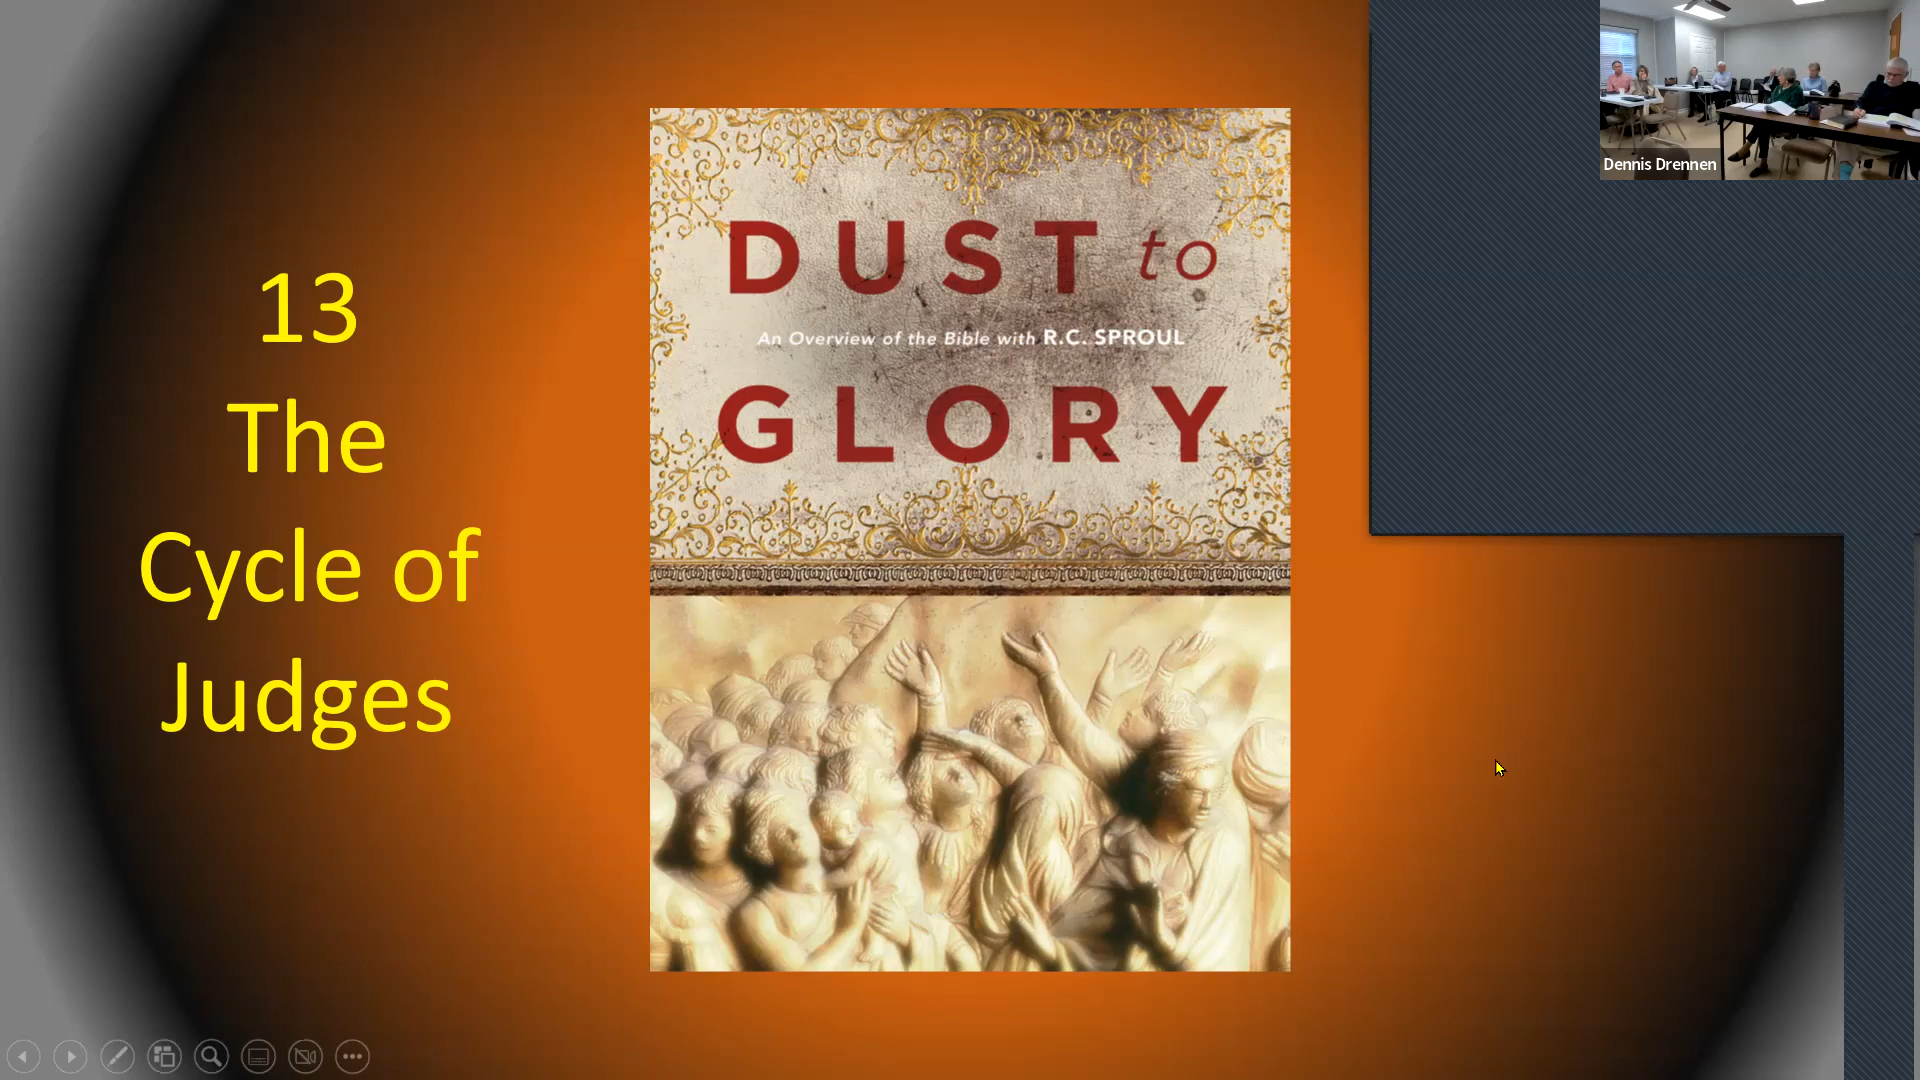 13
The
Cycle of
Judges
DUST to
An Overview of the Bible with R.C. SPROUL
GLORY
Dennis Drennen